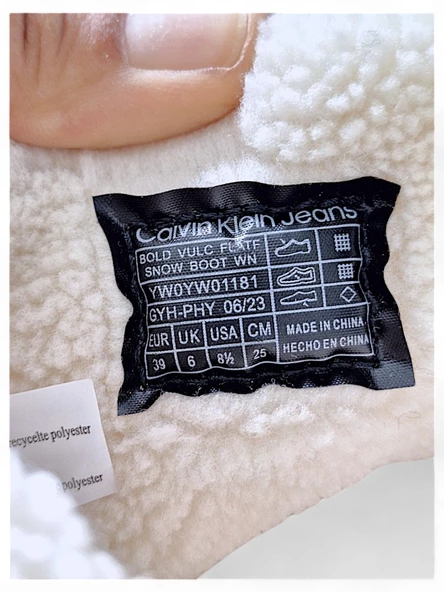 Calvin Klein Jeans
BOLD VULC FLATF
SNOW BOOT WN
YW0YW01181
GYH-PHY 06/23
EUR UK USA CM
39 6 8½ 25
MADE IN CHINA
HECHO EN CHINA
recycelte polyester
polyester